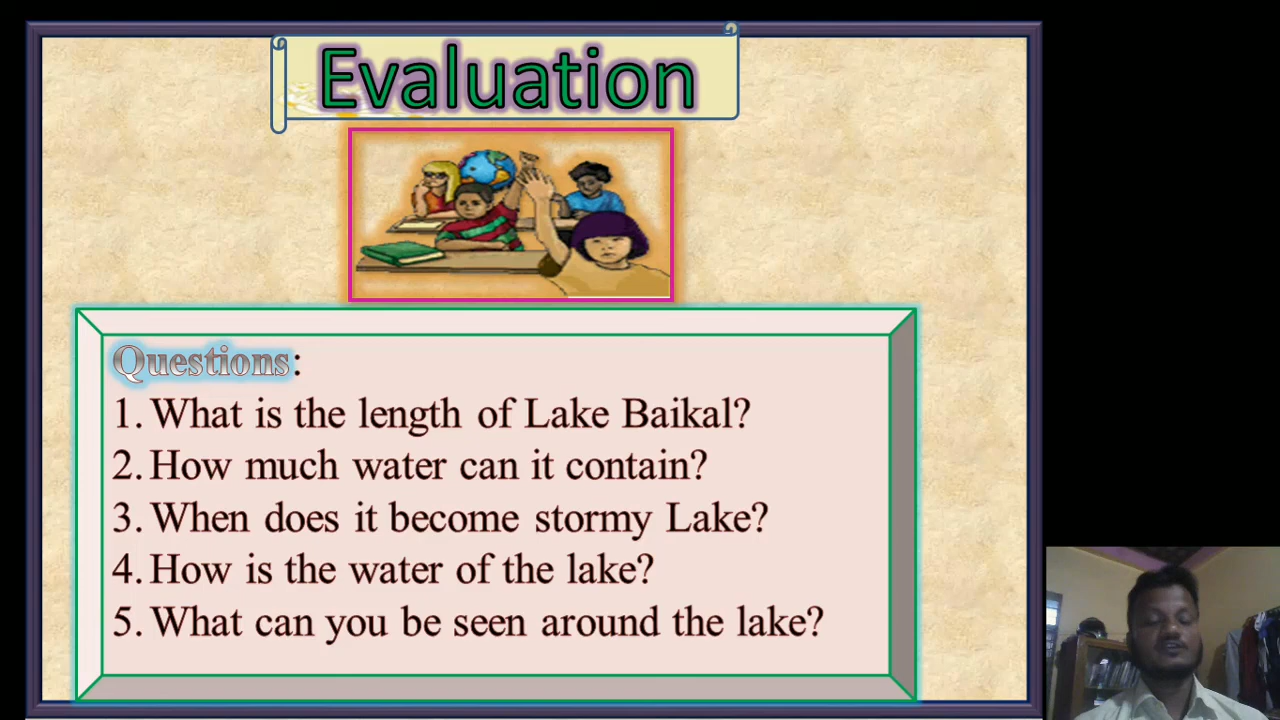 Evaluation
Questions:
1. What is the length of Lake Baikal?
2. How much water can it contain?
3. When does it become stormy Lake?
4. How is the water of the lake?
5. What can you be seen around the lake?